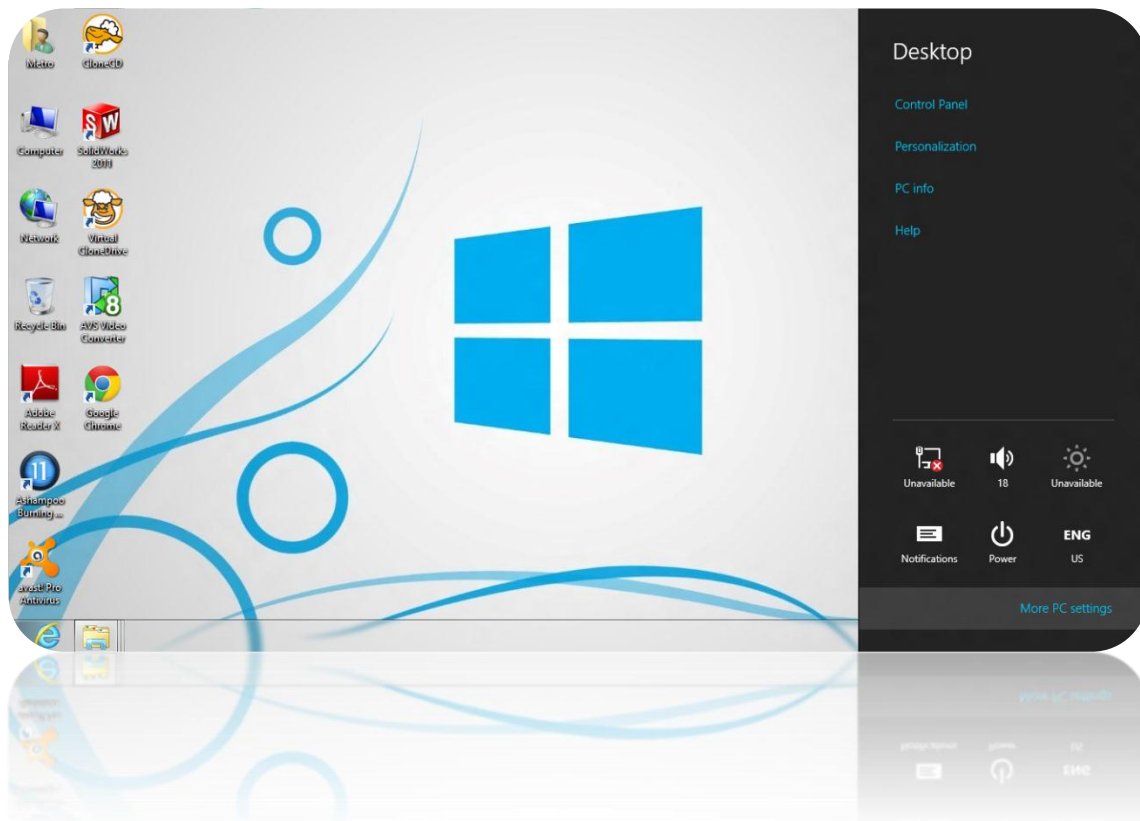 Metro
CloneCD
Computer
SolidWorks
2011
Network
Virtual
CloneDrive
Recycle Bin
AVS Video
Converter
Adobe
Reader X
Google
Chrome
Ashampoo
Burning ...
avast! Pro
Antivirus
Desktop
Control Panel
Personalization
PC info
Help
Unavailable
18
Unavailable
Notifications
Power
ENG
US
More PC settings